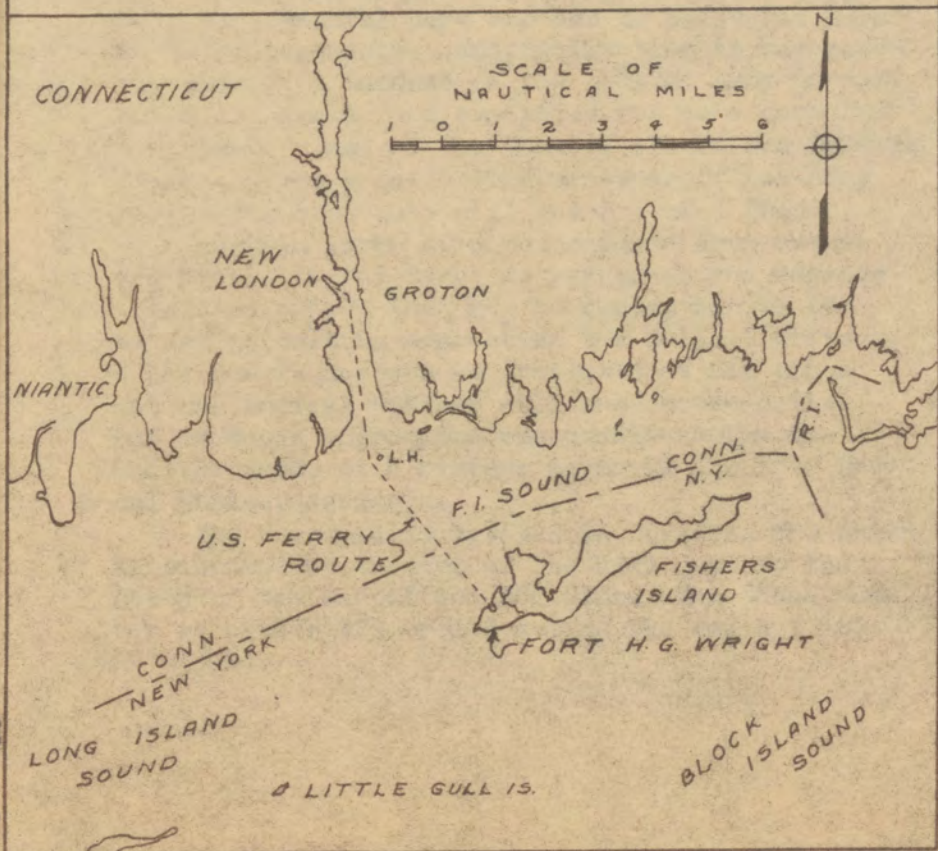 CONNECTICUT
SCALE OF
NAUTICAL MILES
1 0 1 2 3 4 5 6
N
NEW
LONDON
GROTON
NIANTIC
L.H.
F.I. SOUND
CONN.
N.Y.
R.I.
U.S. FERRY
ROUTE
FISHERS
ISLAND
FORT H.G. WRIGHT
CONN
NEW YORK
LONG ISLAND
SOUND
BLOCK
ISLAND
SOUND
LITTLE GULL IS.